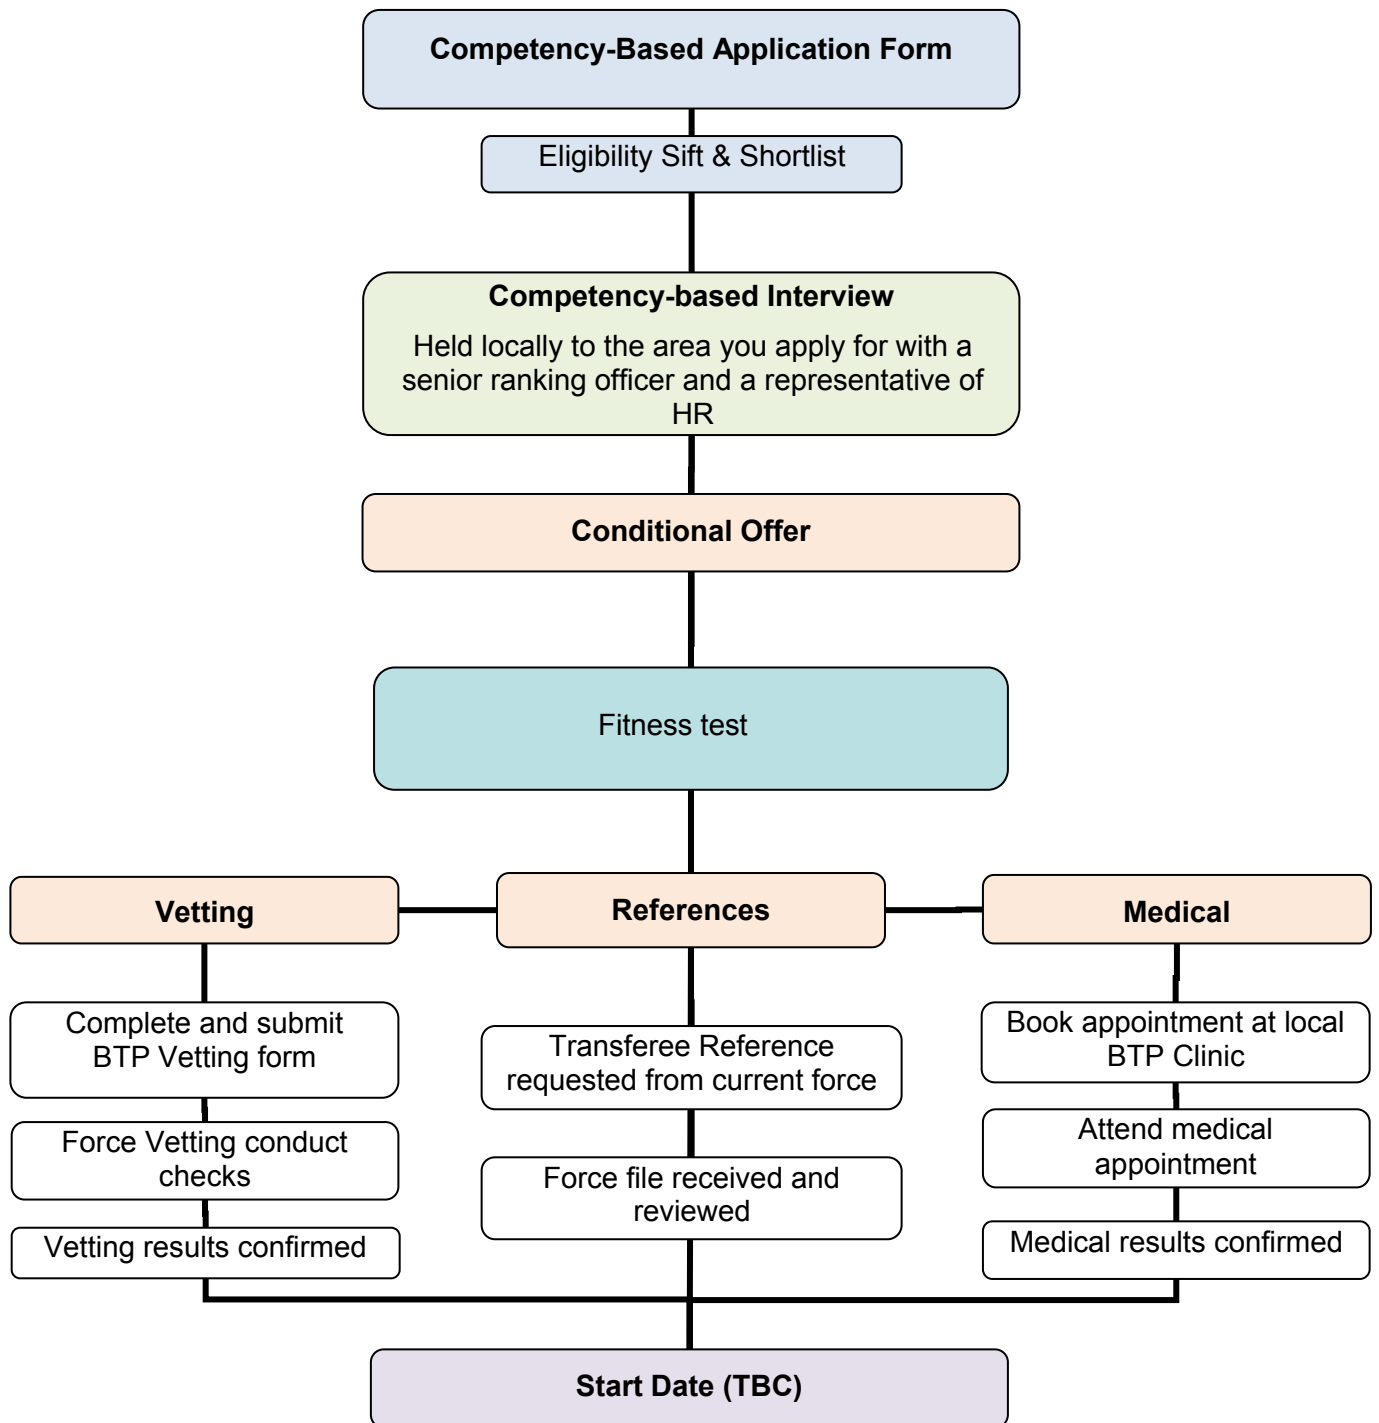 Competency-Based Application Form
Eligibility Sift & Shortlist
Competency-based Interview
Held locally to the area you apply for with a
senior ranking officer and a representative of
HR
Conditional Offer
Fitness test
Vetting
References
Medical
Complete and submit
BTP Vetting form
Force Vetting conduct
checks
Vetting results confirmed
Transferee Reference
requested from current force
Force file received and
reviewed
Book appointment at local
BTP Clinic
Attend medical
appointment
Medical results confirmed
Start Date (TBC)